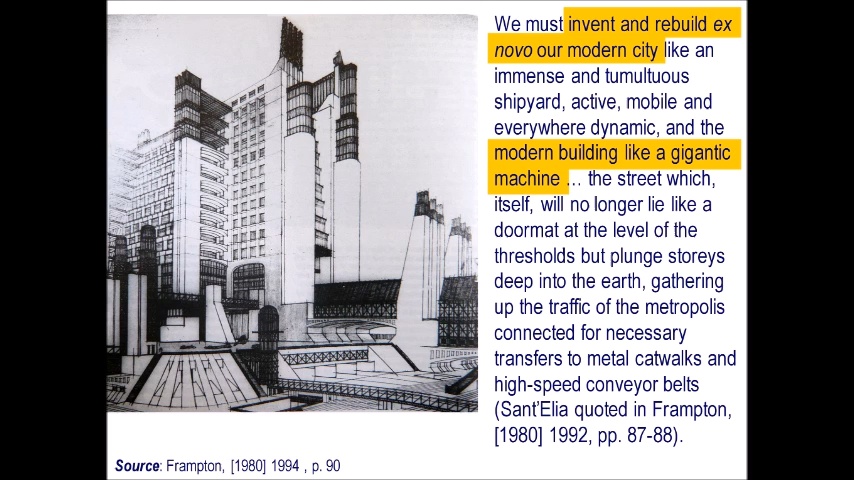 We must invent and rebuild ex
novo our modern city like an
immense and tumultuous
shipyard, active, mobile and
everywhere dynamic, and the
modern building like a gigantic
machine … the street which,
itself, will no longer lie like a
doormat at the level of the
thresholds but plunge storeys
deep into the earth, gathering
up the traffic of the metropolis
connected for necessary
transfers to metal catwalks and
high-speed conveyor belts
(Sant’Elia quoted in Frampton,
[1980] 1992, pp. 87-88).
Source: Frampton, [1980] 1994 , p. 90